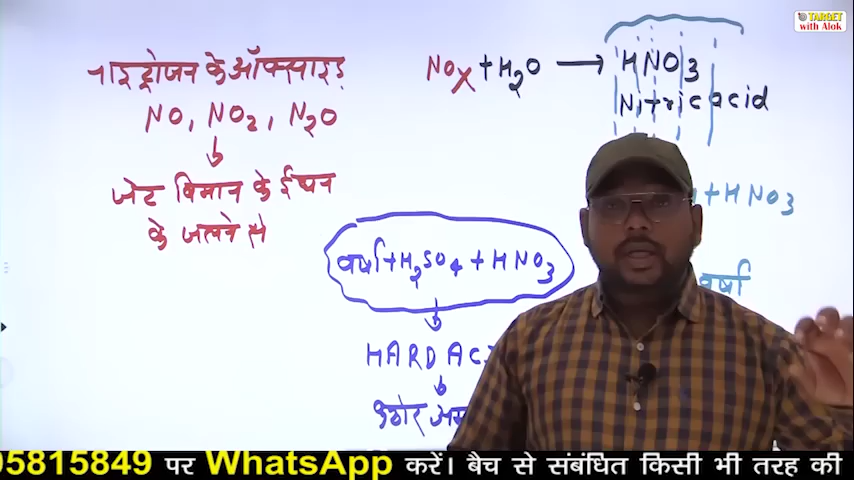 TARGET
with Alok
नाइट्रोजन के ऑक्साइड
NO, NO2, N2O
जेट विमान के ईंधन
के जलने से
NOx + H2O → HNO3
Nitric acid
+ HNO3
वर्षा
वर्षा + H2SO4 + HNO3
HARD AC
कठोर अम
95815849 पर WhatsApp करें। बैच से संबंधित किसी भी तरह की